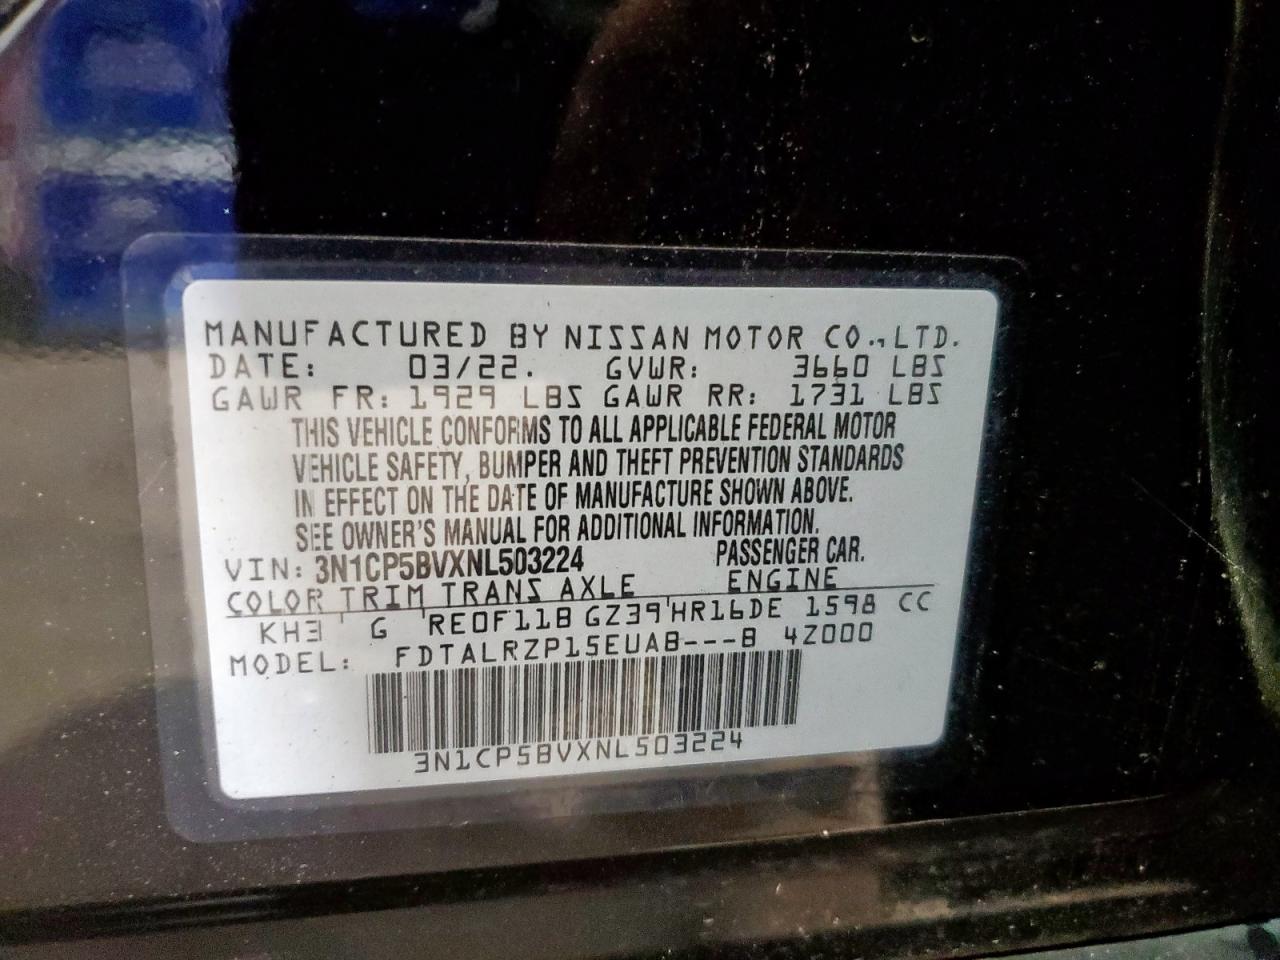 MANUFACTURED BY NISSAN MOTOR CO., LTD.
DATE: 03/22. GVWR: 3660 LBS
GAWR FR: 1929 LBS GAWR RR: 1731 LBS
THIS VEHICLE CONFORMS TO ALL APPLICABLE FEDERAL MOTOR
VEHICLE SAFETY, BUMPER AND THEFT PREVENTION STANDARDS
IN EFFECT ON THE DATE OF MANUFACTURE SHOWN ABOVE.
SEE OWNER'S MANUAL FOR ADDITIONAL INFORMATION.
VIN: 3N1CP5BVXNL503224 PASSENGER CAR.
COLOR TRIM TRANS AXLE ENGINE
KH3 G RE0F11B GZ39 HR16DE 1598 CC
MODEL: FDTALRZP15EUA8---B 4Z000
3N1CP5BVXNL503224